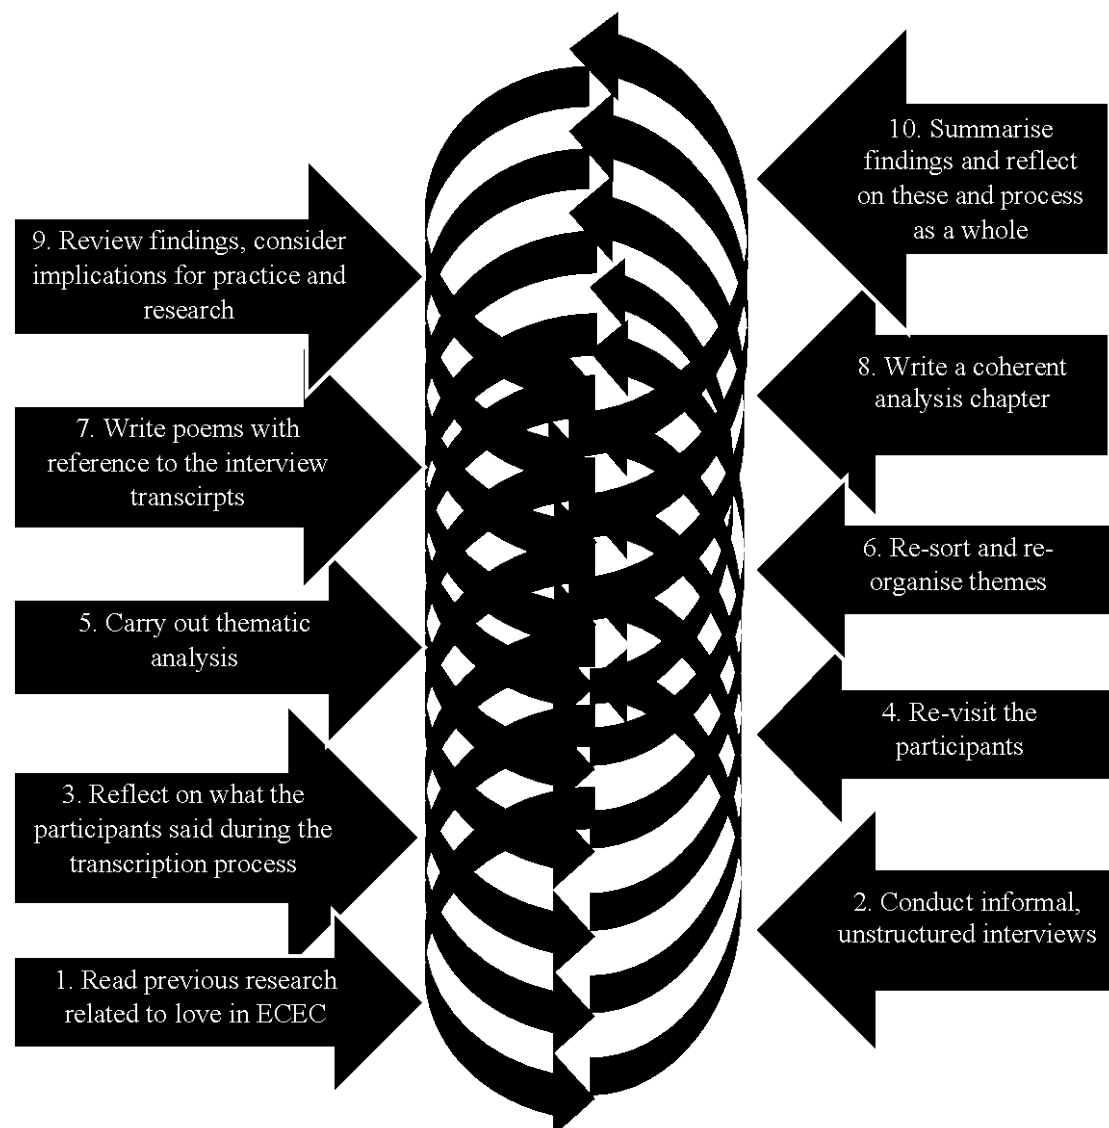 10. Summarise
findings and reflect
on these and process
as a whole
9. Review findings, consider
implications for practice and
research
8. Write a coherent
analysis chapter
7. Write poems with
reference to the interview
transcirpts
6. Re-sort and re-
organise themes
5. Carry out thematic
analysis
4. Re-visit the
participants
3. Reflect on what the
participants said during the
transcription process
2. Conduct informal,
unstructured interviews
1. Read previous research
related to love in ECEC